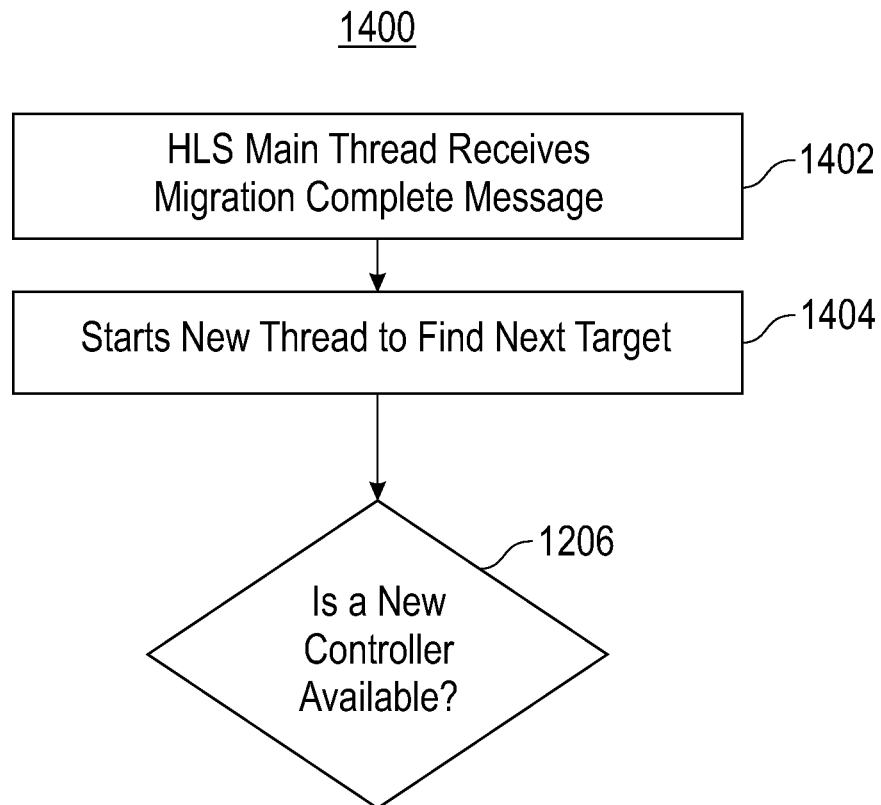 1400
HLS Main Thread Receives
Migration Complete Message
1402
Starts New Thread to Find Next Target
1404
1206
Is a New
Controller
Available?